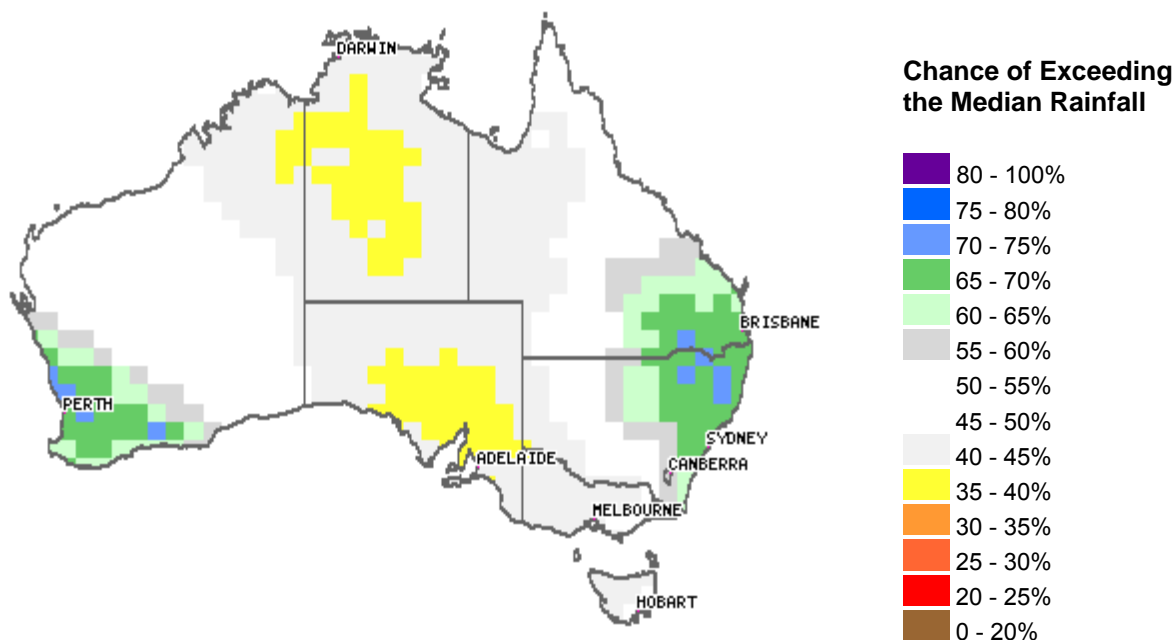 DARWIN
BRISBANE
PERTH
SYDNEY
ADELAIDE
CANBERRA
MELBOURNE
HOBART
Chance of Exceeding
the Median Rainfall
80 - 100%
75 - 80%
70 - 75%
65 - 70%
60 - 65%
55 - 60%
50 - 55%
45 - 50%
40 - 45%
35 - 40%
30 - 35%
25 - 30%
20 - 25%
0 - 20%